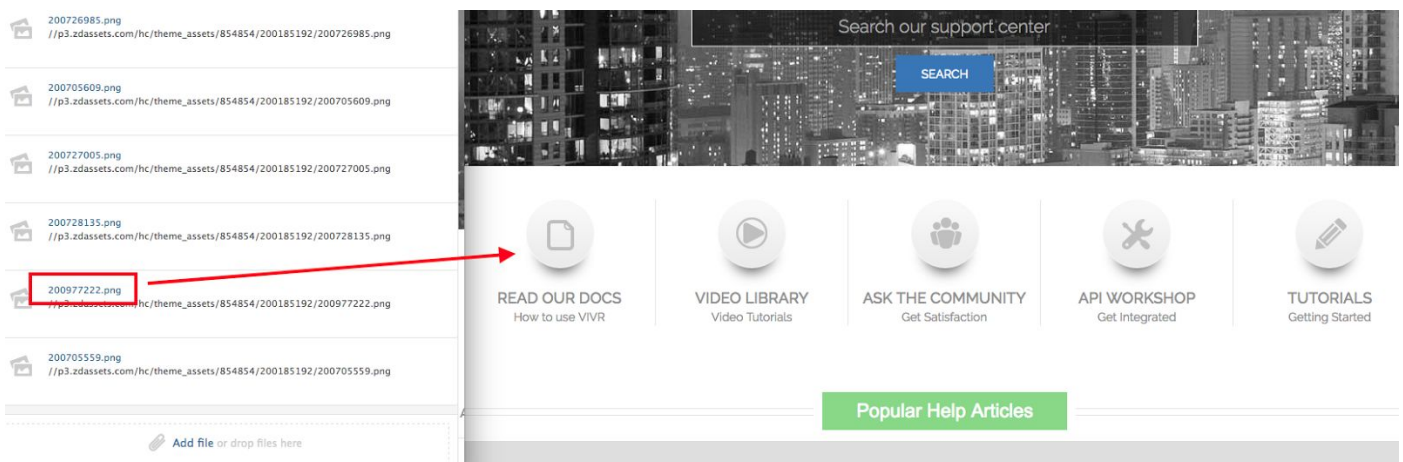 200726985.png
//p3.zdassets.com/hc/theme_assets/854854/200185192/200726985.png
200705609.png
//p3.zdassets.com/hc/theme_assets/854854/200185192/200705609.png
200727005.png
//p3.zdassets.com/hc/theme_assets/854854/200185192/200727005.png
200728135.png
//p3.zdassets.com/hc/theme_assets/854854/200185192/200728135.png
200977222.png
//p3.zdassets.com/hc/theme_assets/854854/200185192/200977222.png
200705559.png
//p3.zdassets.com/hc/theme_assets/854854/200185192/200705559.png
Add file or drop files here
Search our support center
SEARCH
READ OUR DOCS
How to use VIVR
VIDEO LIBRARY
Video Tutorials
ASK THE COMMUNITY
Get Satisfaction
API WORKSHOP
Get Integrated
TUTORIALS
Getting Started
Popular Help Articles